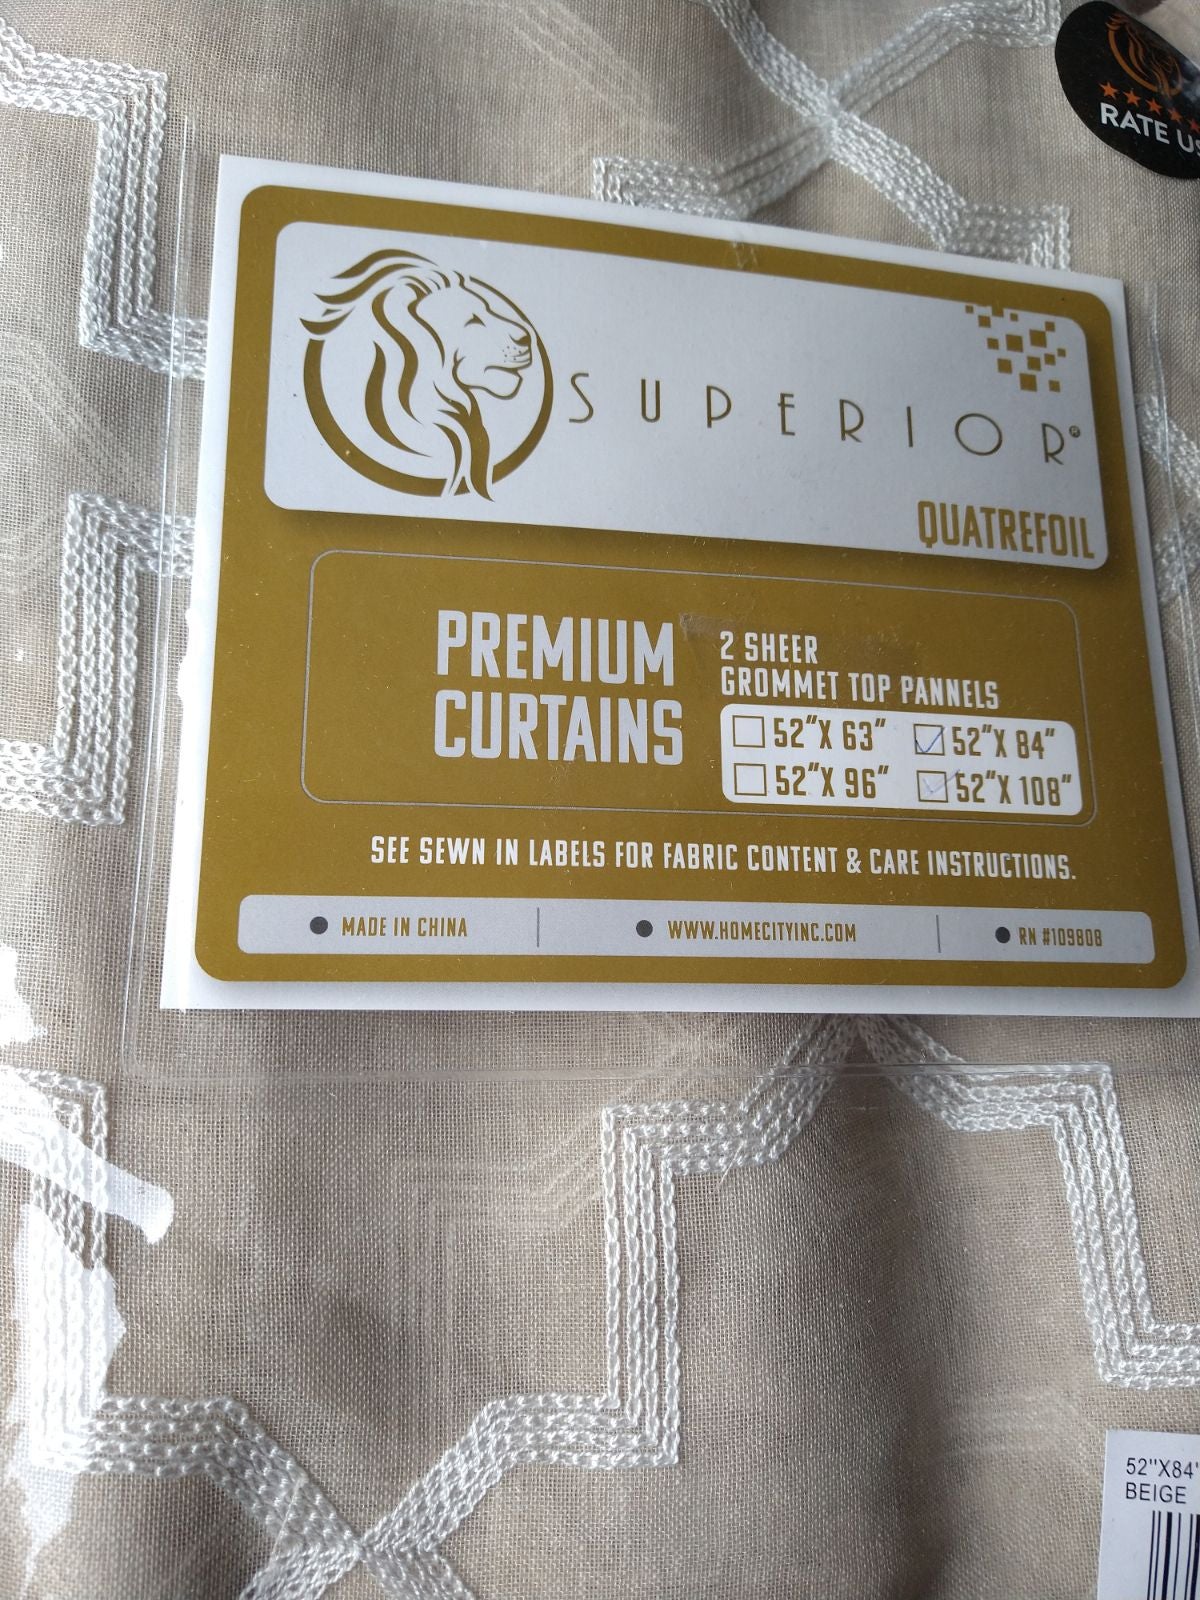 RATE US
SUPERIOR®
QUATREFOIL
PREMIUM
CURTAINS
2 SHEER
GROMMET TOP PANNELS
52"X 63" 52"X 84"
52"X 96" 52"X 108"
SEE SEWN IN LABELS FOR FABRIC CONTENT & CARE INSTRUCTIONS.
MADE IN CHINA
WWW.HOMECITYINC.COM
RN #109808
52"X84"
BEIGE